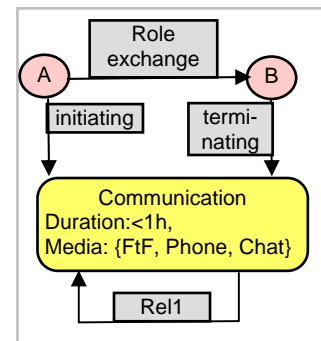 Role
exchange
A
B
initiating
termi-
nating
Communication
Duration:<1h,
Media: {FtF, Phone, Chat}
Rel1